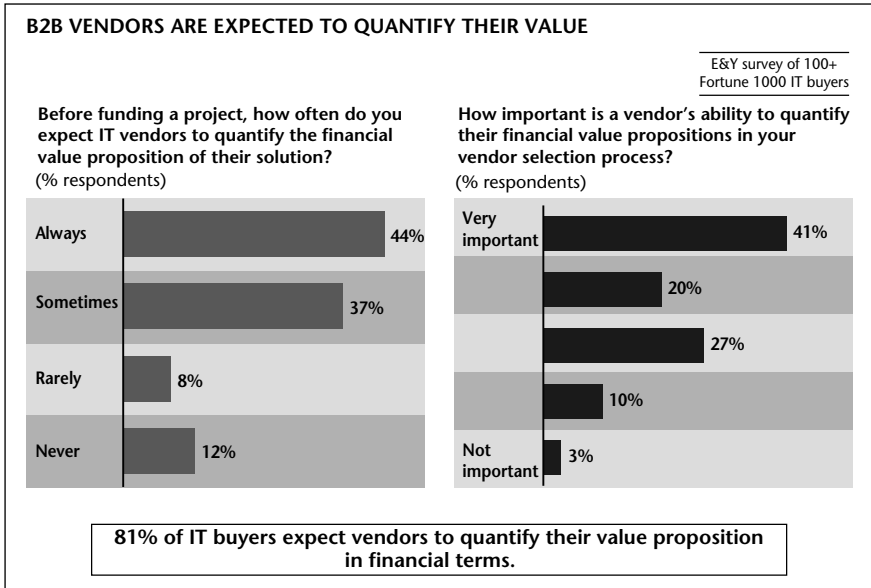 B2B VENDORS ARE EXPECTED TO QUANTIFY THEIR VALUE
E&Y survey of 100+
Fortune 1000 IT buyers
Before funding a project, how often do you
expect IT vendors to quantify the financial
value proposition of their solution?
(% respondents)
Always 44%
Sometimes 37%
Rarely 8%
Never 12%
How important is a vendor's ability to quantify
their financial value propositions in your
vendor selection process?
(% respondents)
Very
important 41%
20%
27%
10%
Not
important 3%
81% of IT buyers expect vendors to quantify their value proposition
in financial terms.